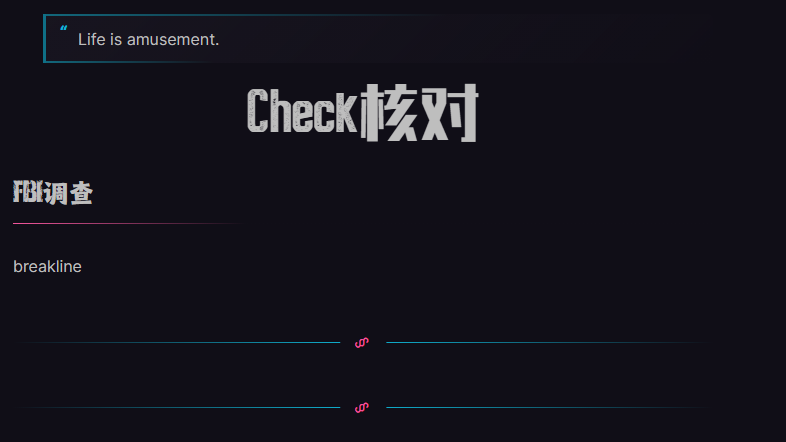 “ Life is amusement.
Check核对
FBI调查
breakline
§
§